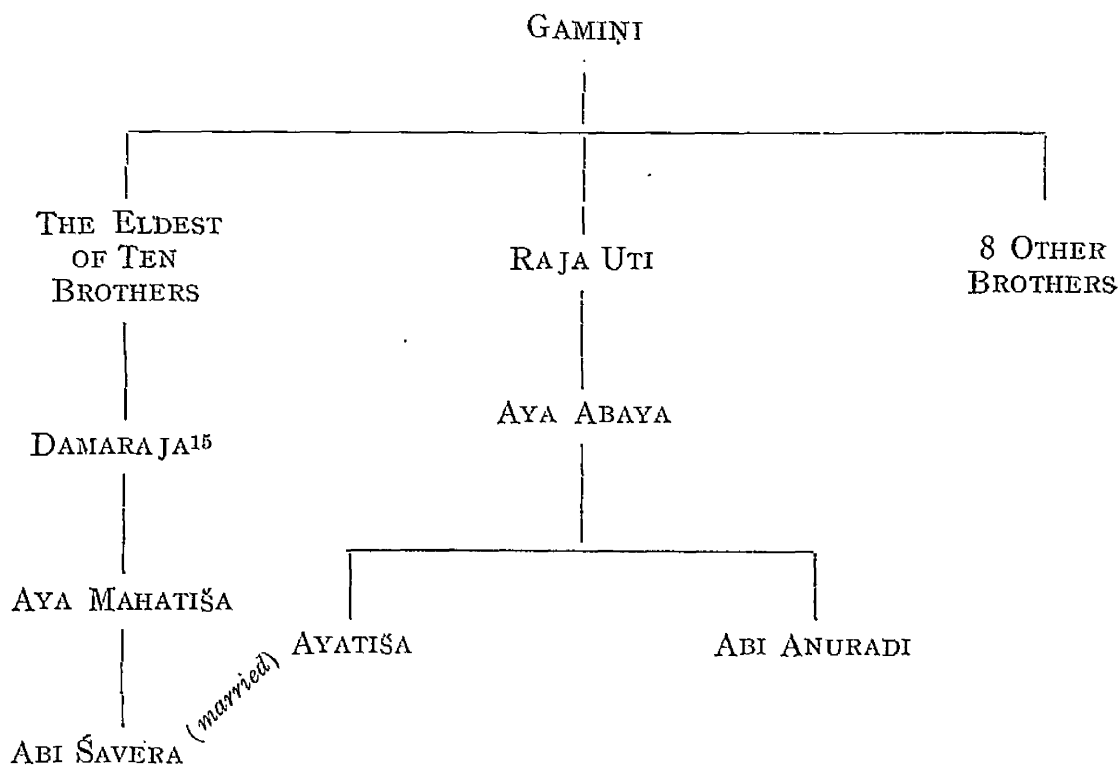 GAMIṆI
THE ELDEST
OF TEN
BROTHERS
RAJA UTI
8 OTHER
BROTHERS
DAMARAJA¹⁵
AYA ABAYA
AYA MAHATIŠA
AYATIŠA
ABI ANURADI
(married)
ABI ŠAVERA